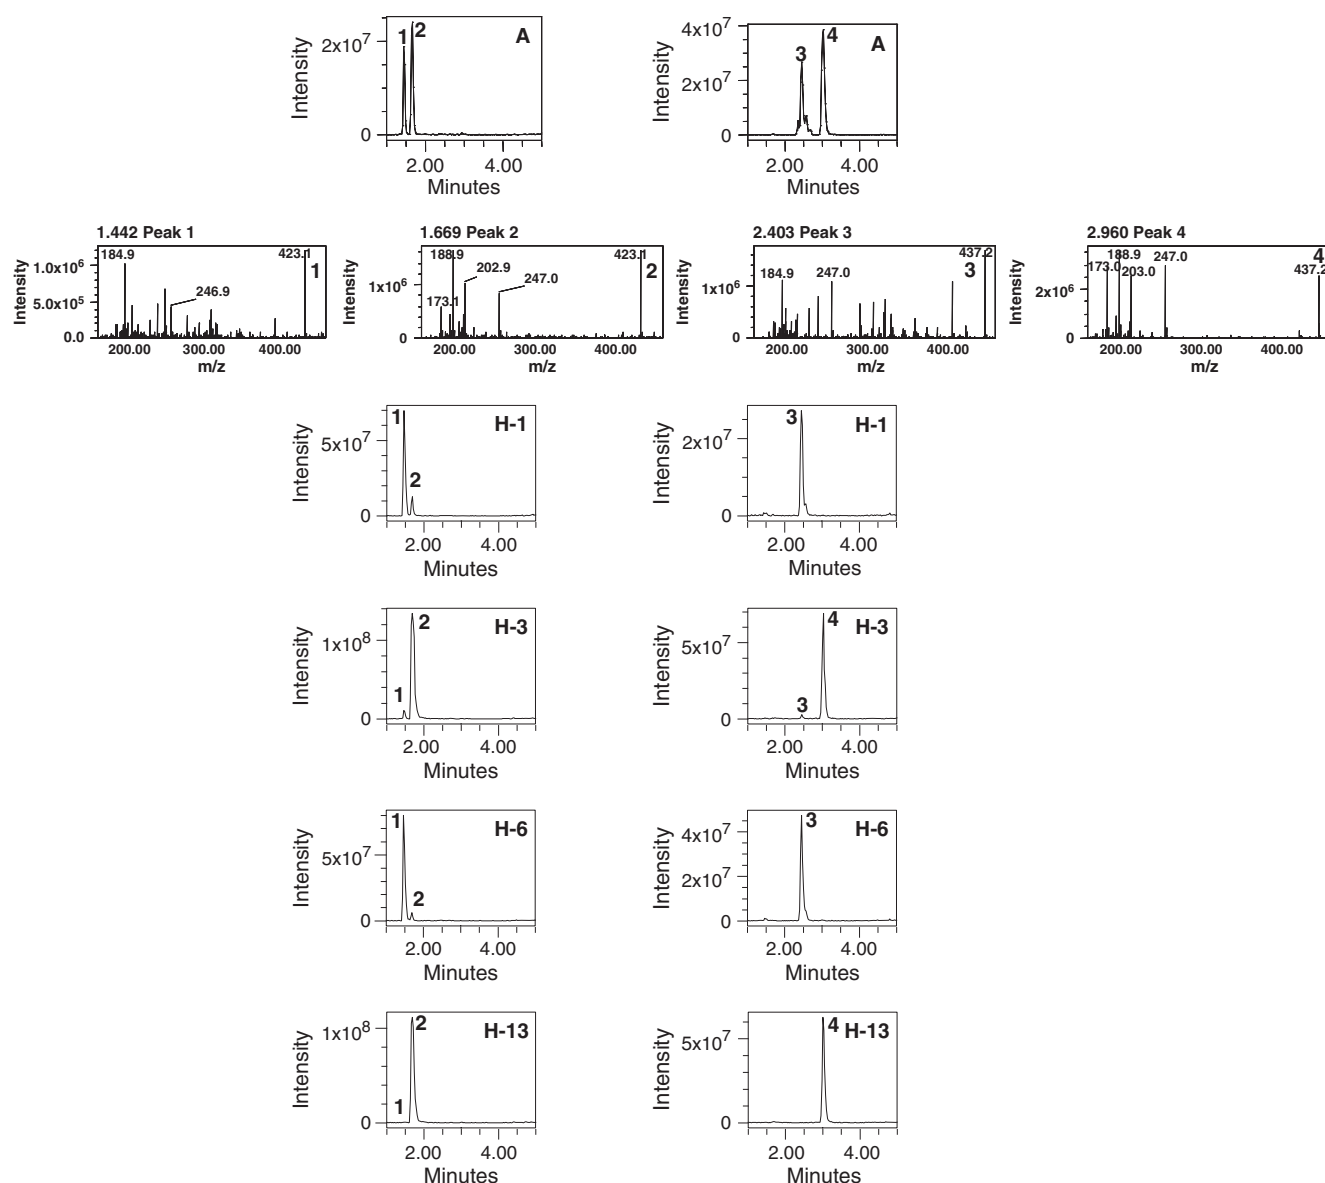 A
1
2
Intensity
2x10⁷
0
2.00 4.00
Minutes
A
3
4
Intensity
4x10⁷
2x10⁷
0
2.00 4.00
Minutes
1.442 Peak 1
184.9
423.1
246.9
1
Intensity
1.0x10⁶
5.0x10⁵
0.0
200.00 300.00 400.00
m/z
1.669 Peak 2
188.9
423.1
202.9
247.0
173.1
2
Intensity
1x10⁶
0
200.00 300.00 400.00
m/z
2.403 Peak 3
437.2
184.9
247.0
3
Intensity
1x10⁶
0
200.00 300.00 400.00
m/z
2.960 Peak 4
188.9
247.0
173.0
203.0
437.2
4
Intensity
2x10⁶
0
200.00 300.00 400.00
m/z
H-1
1
2
Intensity
5x10⁷
0
2.00 4.00
Minutes
H-1
3
Intensity
2x10⁷
0
2.00 4.00
Minutes
H-3
2
1
Intensity
1x10⁸
0
2.00 4.00
Minutes
H-3
4
3
Intensity
5x10⁷
0
2.00 4.00
Minutes
H-6
1
2
Intensity
5x10⁷
0
2.00 4.00
Minutes
H-6
3
Intensity
4x10⁷
2x10⁷
0
2.00 4.00
Minutes
H-13
2
1
Intensity
1x10⁸
0
2.00 4.00
Minutes
H-13
4
Intensity
5x10⁷
0
2.00 4.00
Minutes